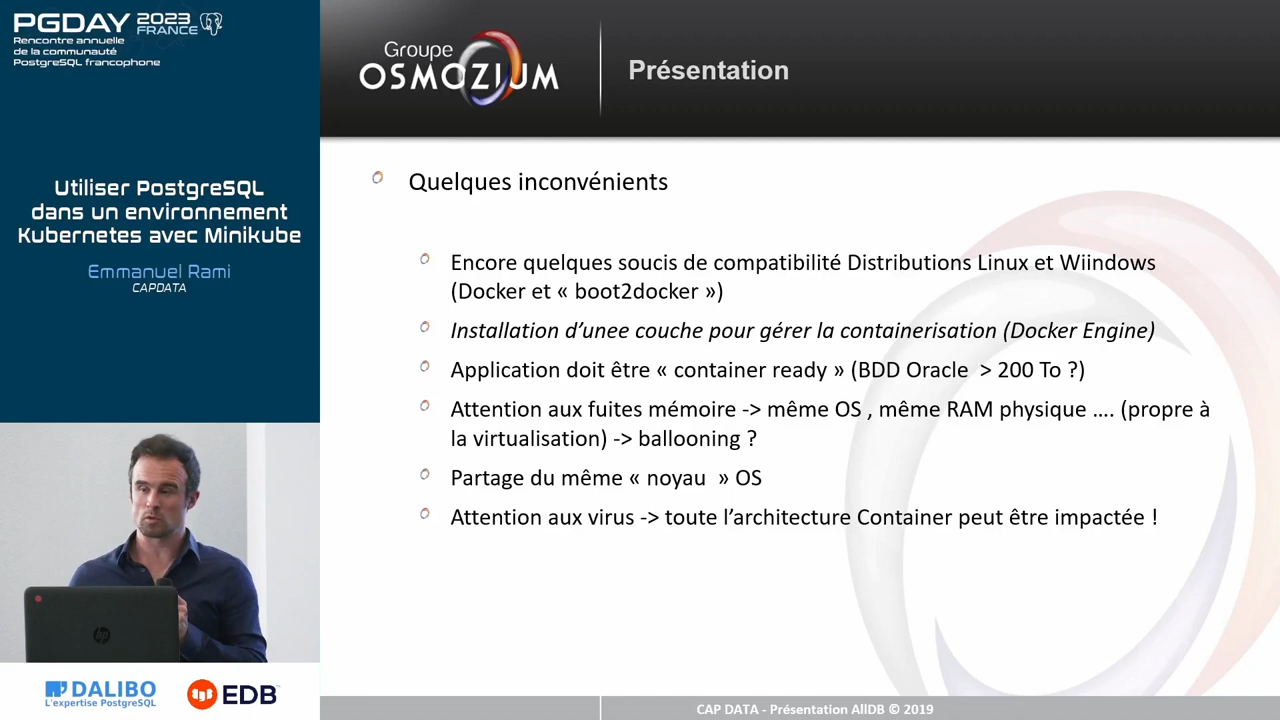 PGDAY 2023 FRANCE
Rencontre annuelle
de la communauté
PostgreSQL francophone
Utiliser PostgreSQL
dans un environnement
Kubernetes avec Minikube
Emmanuel Rami
CAPDATA
hp
DALIBO
L'expertise PostgreSQL
EDB
Groupe
OSMOZIUM
Présentation
Quelques inconvénients
Encore quelques soucis de compatibilité Distributions Linux et Wiindows
(Docker et « boot2docker »)
Installation d’unee couche pour gérer la containerisation (Docker Engine)
Application doit être « container ready » (BDD Oracle  > 200 To ?)
Attention aux fuites mémoire -> même OS , même RAM physique …. (propre à
la virtualisation) -> ballooning ?
Partage du même « noyau  » OS
Attention aux virus -> toute l’architecture Container peut être impactée !
CAP DATA - Présentation AllDB © 2019